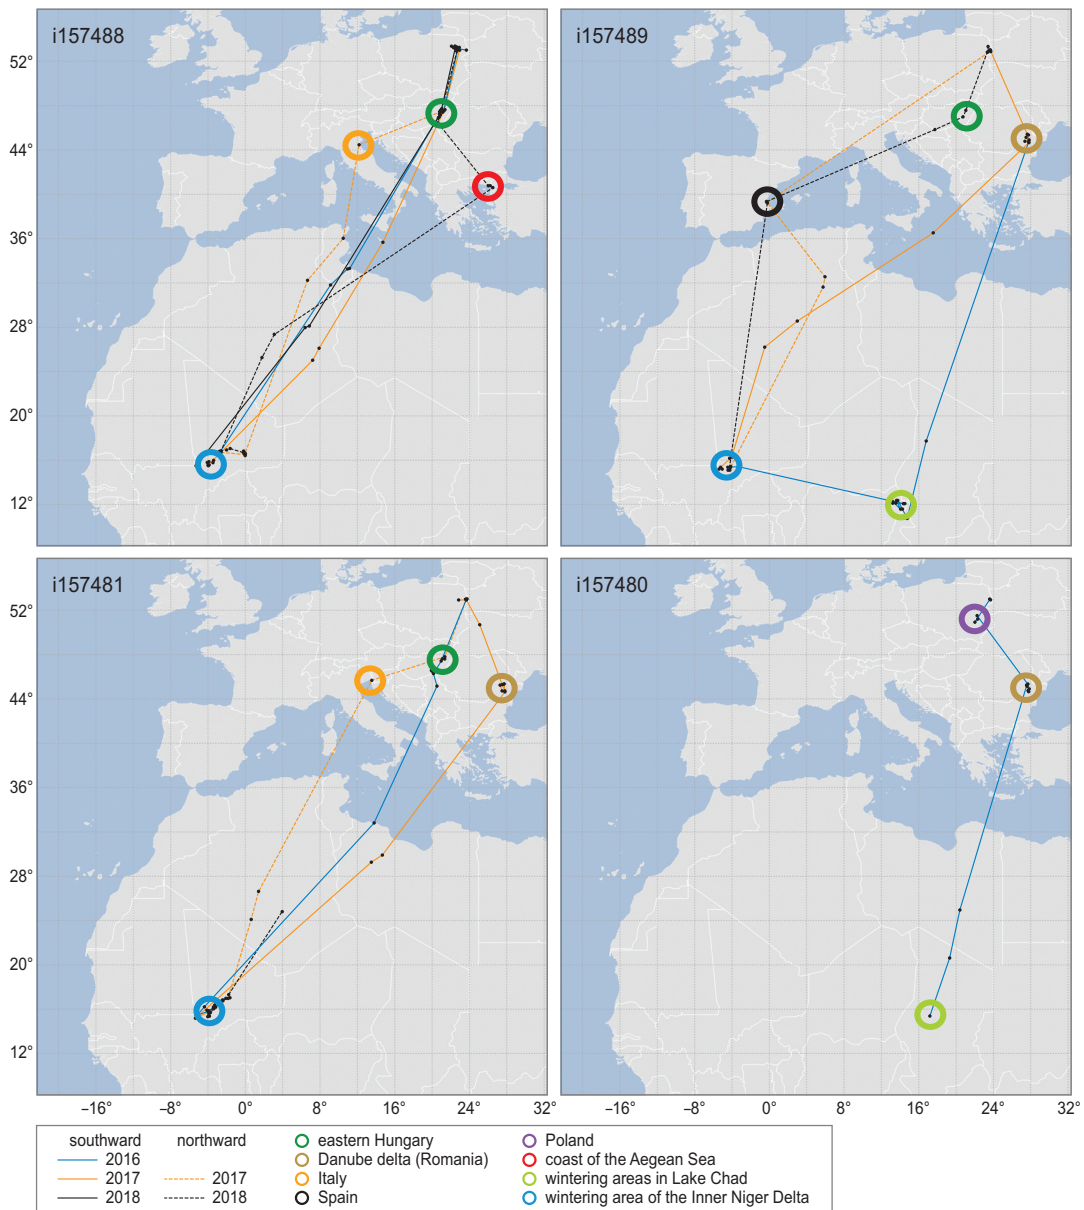 i157488
i157489
52°
44°
36°
28°
20°
12°
i157481
i157480
52°
44°
36°
28°
20°
12°
−16°
−8°
0°
8°
16°
24°
32°
−16°
−8°
0°
8°
16°
24°
32°
southward northward
2016
2017 2017
2018 2018
eastern Hungary
Danube delta (Romania)
Italy
Spain
Poland
coast of the Aegean Sea
wintering areas in Lake Chad
wintering area of the Inner Niger Delta